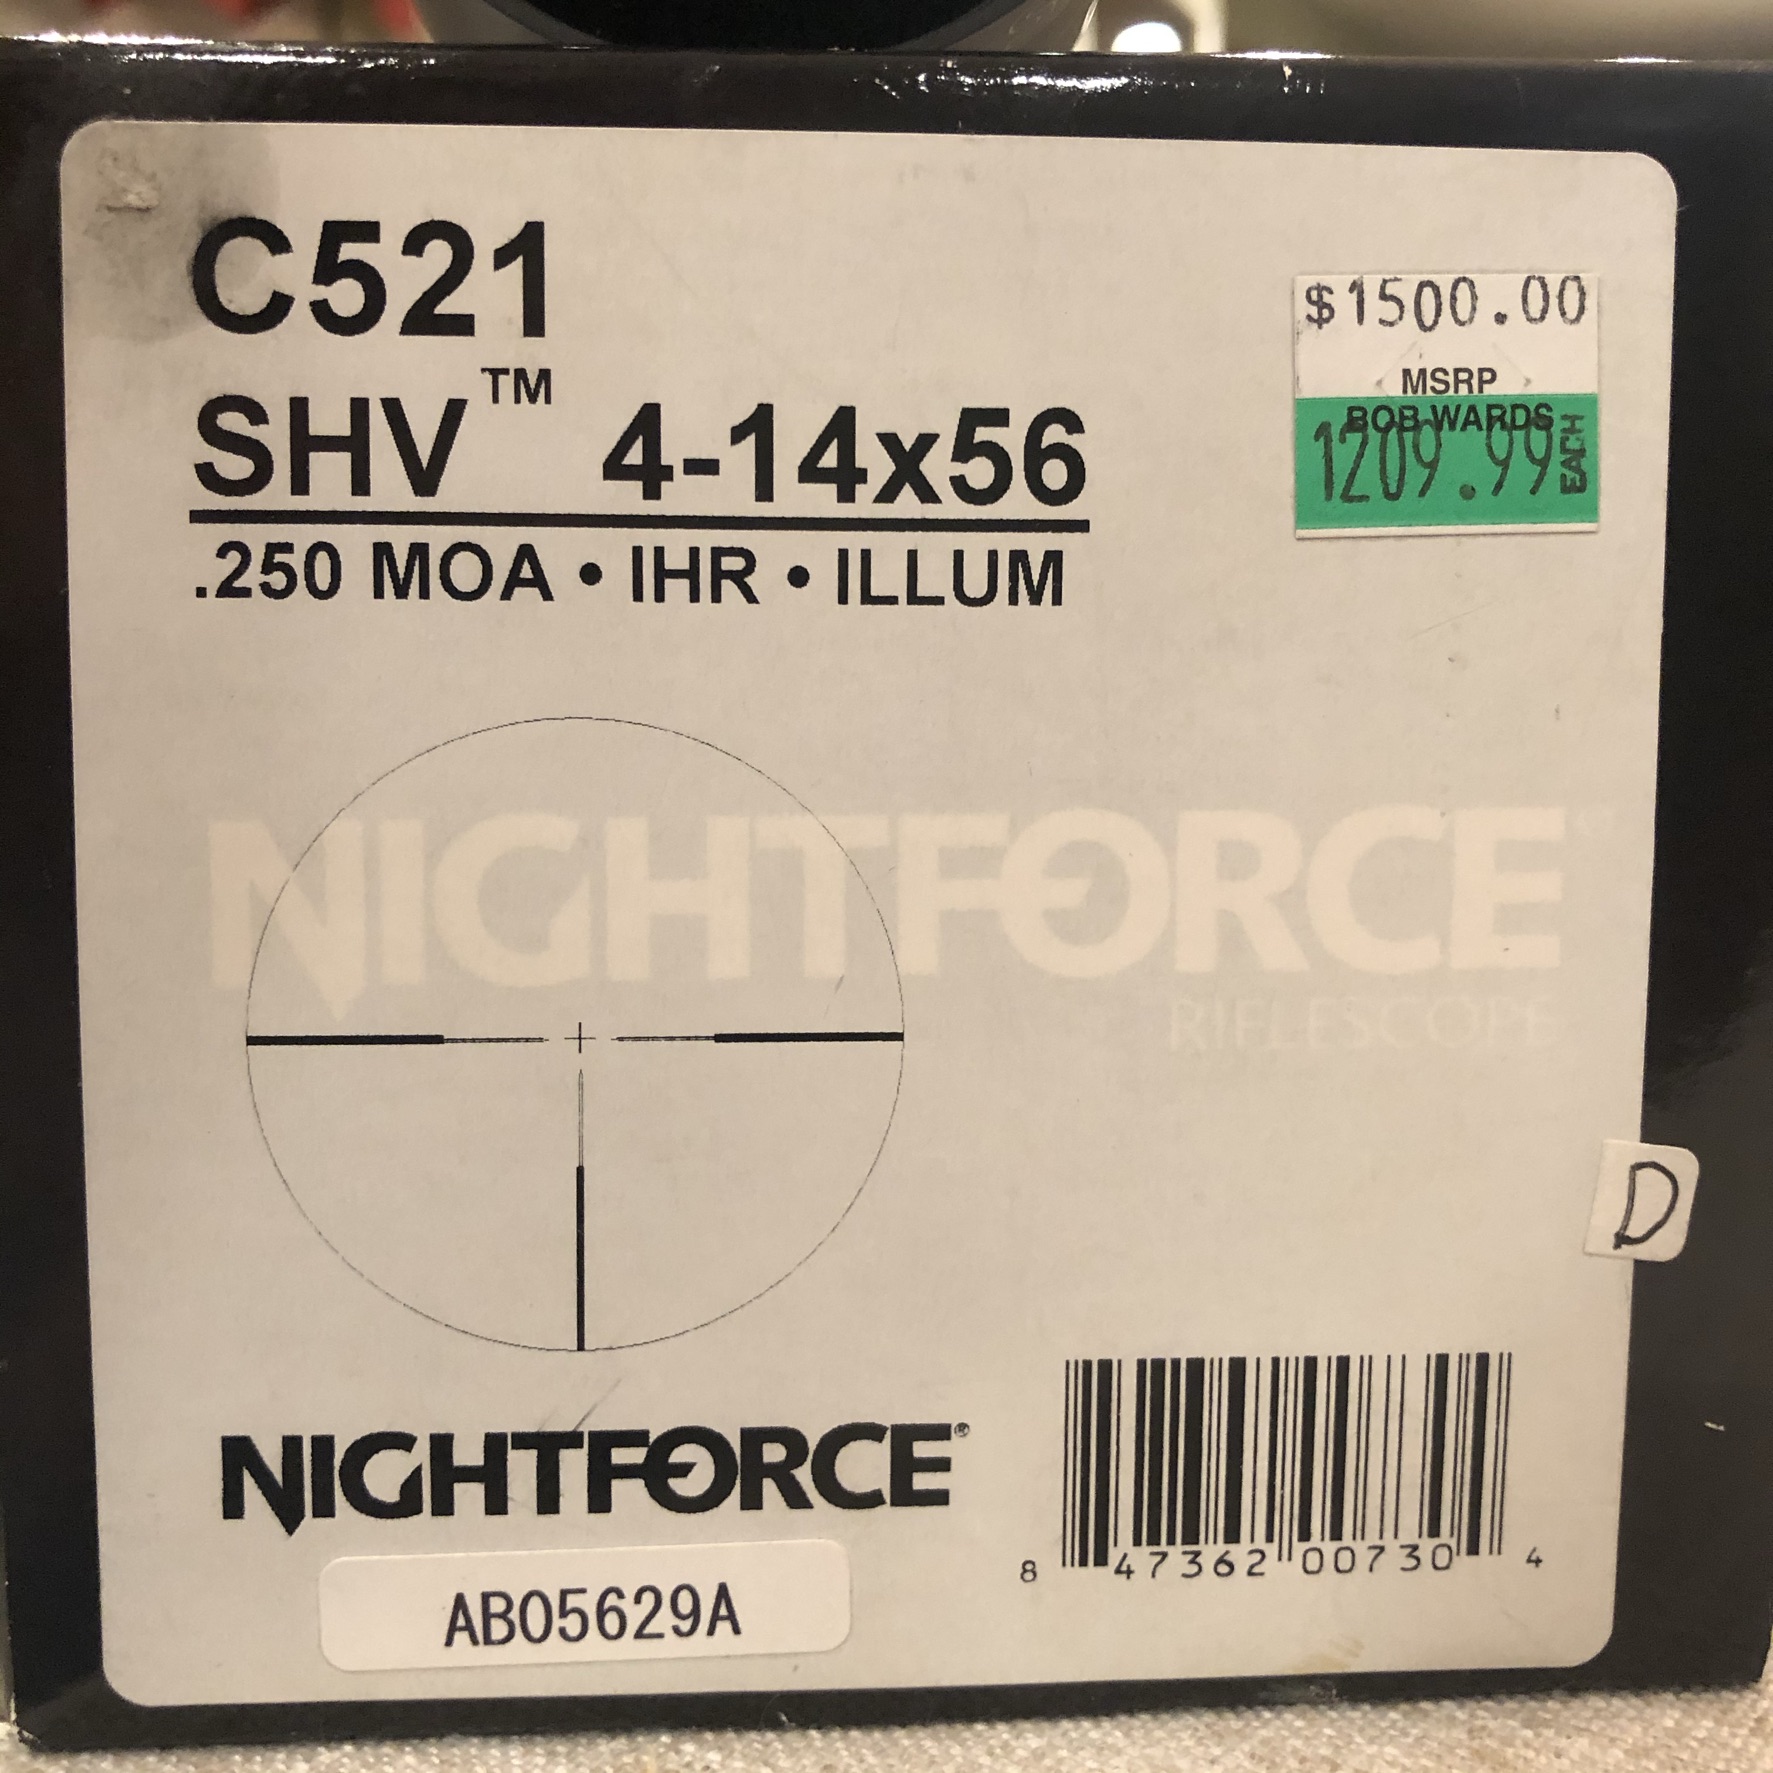 C521
SHV™ 4-14x56
.250 MOA • IHR • ILLUM
$1500.00
MSRP
BOB WARDS
1209.99 EACH
NIGHTFORCE
RIFLESCOPE
D
NIGHTFORCE®
AB05629A
8 47362 00730 4